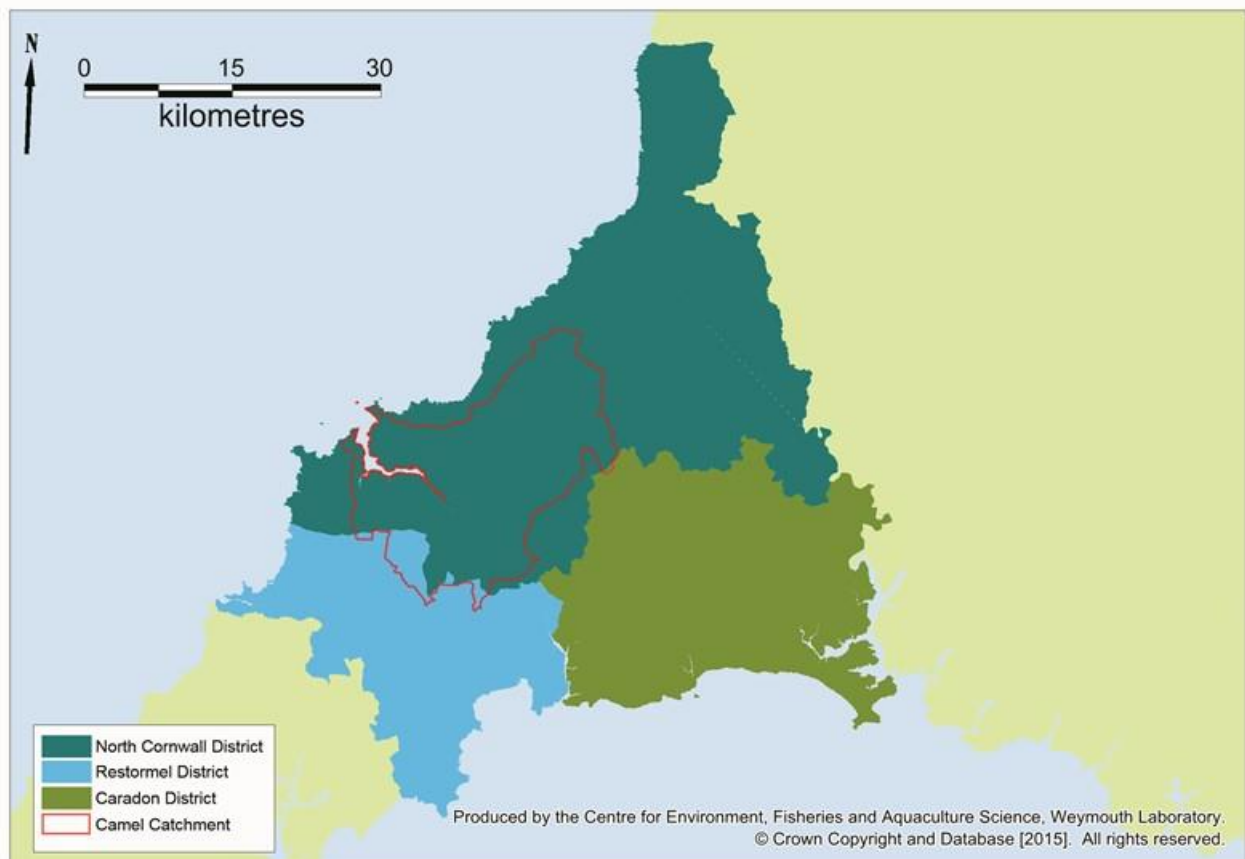 N
0 15 30
kilometres
North Cornwall District
Restormel District
Caradon District
Camel Catchment
Produced by the Centre for Environment, Fisheries and Aquaculture Science, Weymouth Laboratory.
© Crown Copyright and Database [2015]. All rights reserved.